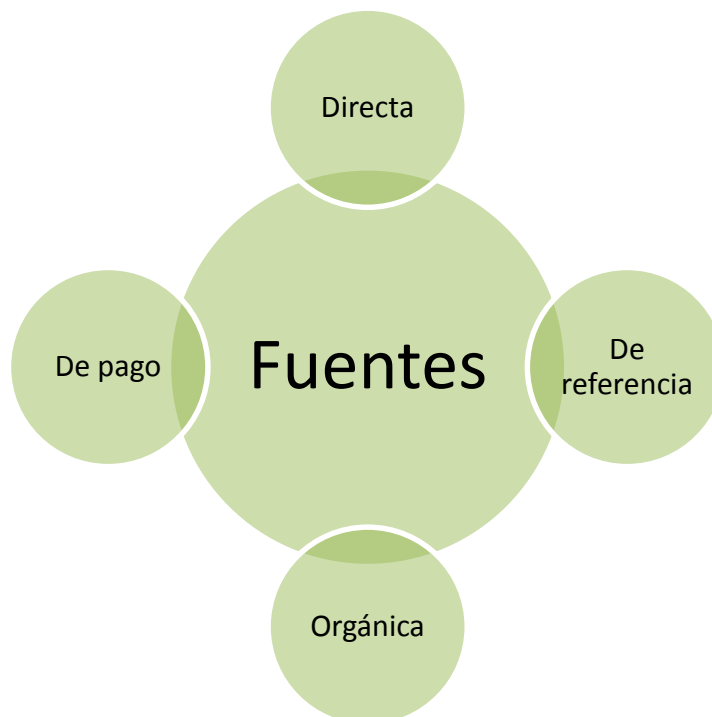 Directa
De pago
Fuentes
De
referencia
Orgánica